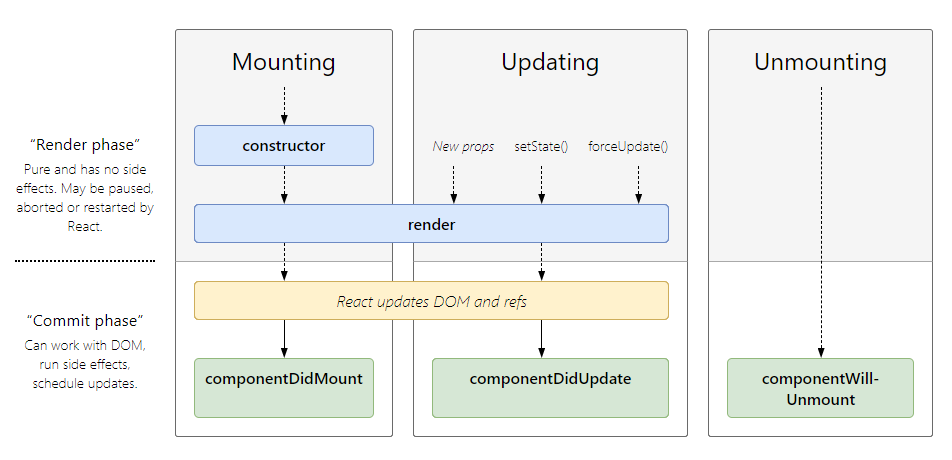 Mounting
Updating
Unmounting
“Render phase”
Pure and has no side
effects. May be paused,
aborted or restarted by
React.
constructor
New props
setState()
forceUpdate()
render
“Commit phase”
Can work with DOM,
run side effects,
schedule updates.
React updates DOM and refs
componentDidMount
componentDidUpdate
componentWill-
Unmount